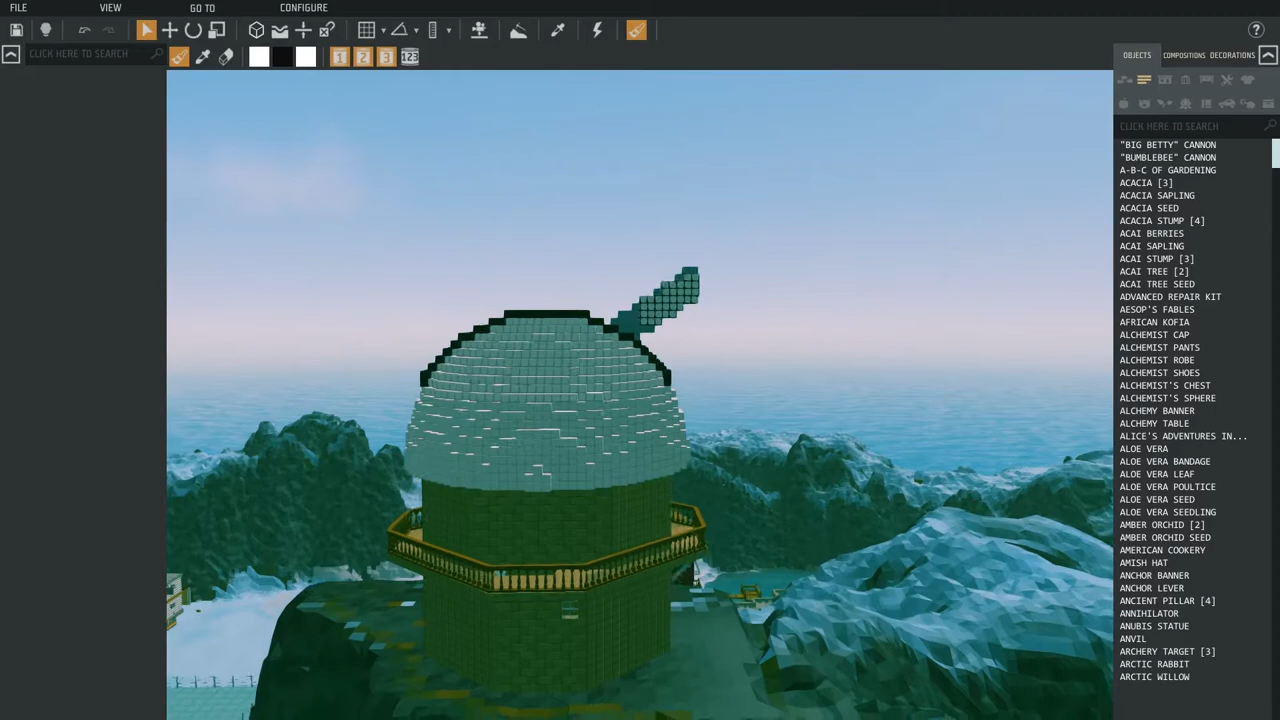 FILE VIEW GO TO CONFIGURE
CLICK HERE TO SEARCH
1 2 3 123
OBJECTS COMPOSITIONS DECORATIONS
CLICK HERE TO SEARCH
"BIG BETTY" CANNON
"BUMBLEBEE" CANNON
A-B-C OF GARDENING
ACACIA [3]
ACACIA SAPLING
ACACIA SEED
ACACIA STUMP [4]
ACAI BERRIES
ACAI SAPLING
ACAI STUMP [3]
ACAI TREE [2]
ACAI TREE SEED
ADVANCED REPAIR KIT
AESOP'S FABLES
AFRICAN KOFIA
ALCHEMIST CAP
ALCHEMIST PANTS
ALCHEMIST ROBE
ALCHEMIST SHOES
ALCHEMIST'S CHEST
ALCHEMIST'S SPHERE
ALCHEMY BANNER
ALCHEMY TABLE
ALICE'S ADVENTURES IN...
ALOE VERA
ALOE VERA BANDAGE
ALOE VERA LEAF
ALOE VERA POULTICE
ALOE VERA SEED
ALOE VERA SEEDLING
AMBER ORCHID [2]
AMBER ORCHID SEED
AMERICAN COOKERY
AMISH HAT
ANCHOR BANNER
ANCHOR LEVER
ANCIENT PILLAR [4]
ANNIHILATOR
ANUBIS STATUE
ANVIL
ARCHERY TARGET [3]
ARCTIC RABBIT
ARCTIC WILLOW